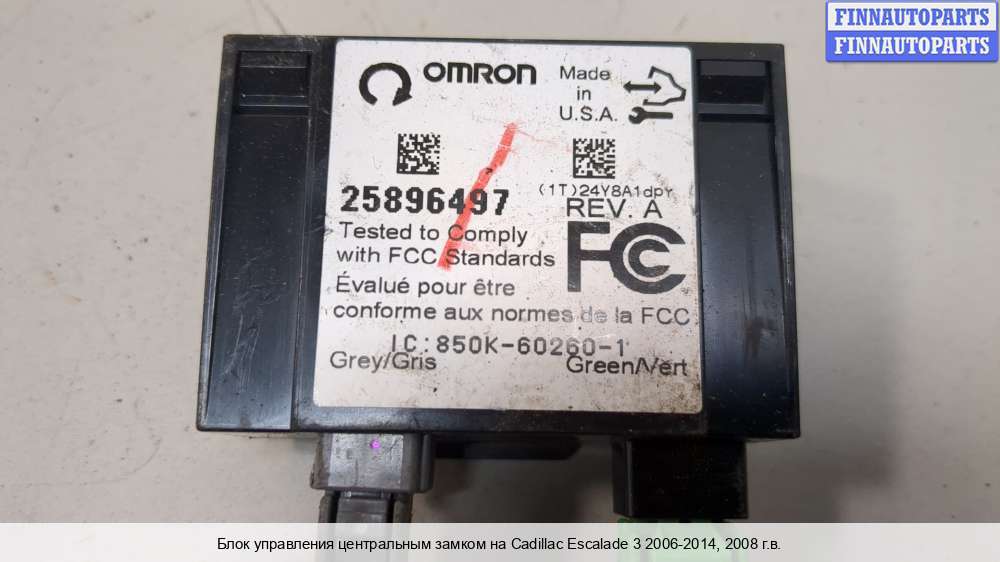 FINNAUTOPARTS
FINNAUTOPARTS
OMRON
Made
in
U.S.A.
25896497
(1T)24Y8A1dpY
REV. A
FC
Tested to Comply
with FCC Standards
Évalué pour être
conforme aux normes de la FCC
IC:850K-60260-1
Grey/Gris
Green/Vert
Блок управления центральным замком на Cadillac Escalade 3 2006-2014, 2008 г.в.